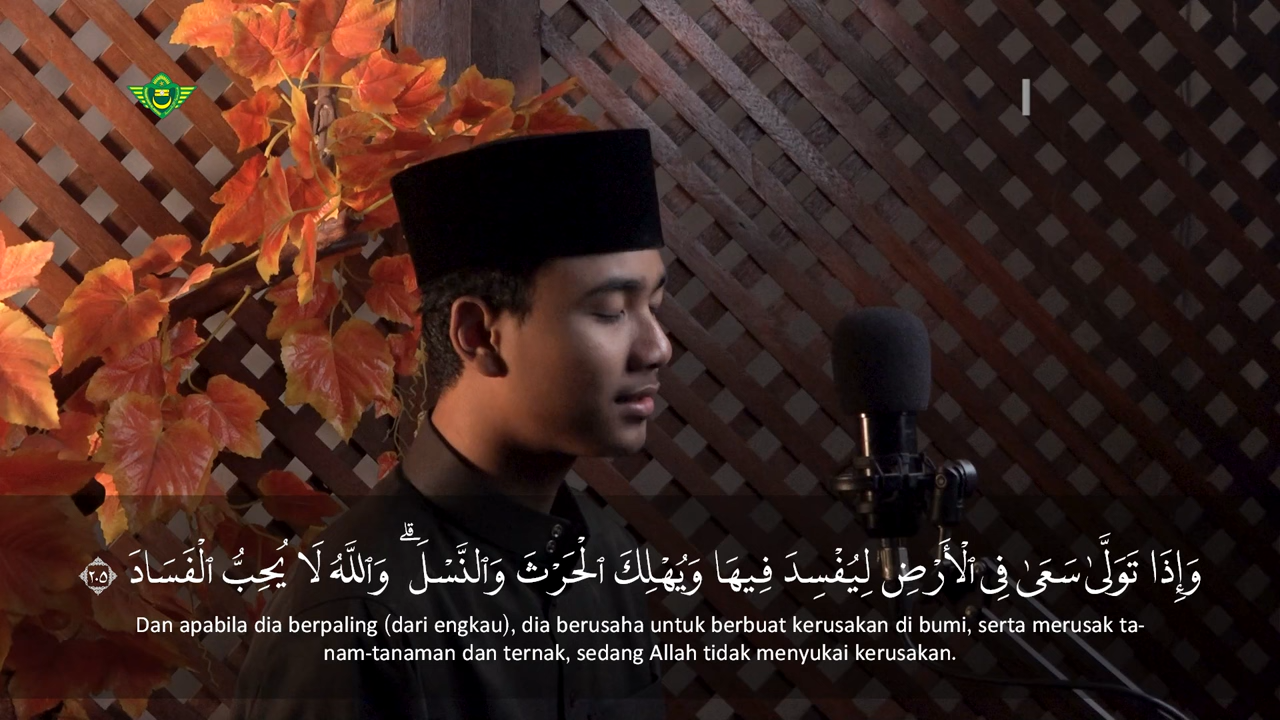 وَإِذَا تَوَلَّىٰ سَعَىٰ فِى ٱلْأَرْضِ لِيُفْسِدَ فِيهَا وَيُهْلِكَ ٱلْحَرْثَ وَٱلنَّسْلَ ۗ وَٱللَّهُ لَا يُحِبُّ ٱلْفَسَادَ ٢٠٥
Dan apabila dia berpaling (dari engkau), dia berusaha untuk berbuat kerusakan di bumi, serta merusak ta-
nam-tanaman dan ternak, sedang Allah tidak menyukai kerusakan.